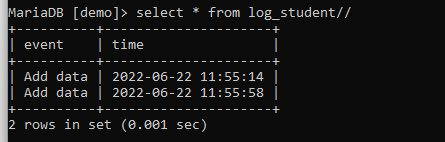 MariaDB [demo]> select * from log_student//
+----------+---------------------+
| event    | time                |
+----------+---------------------+
| Add data | 2022-06-22 11:55:14 |
| Add data | 2022-06-22 11:55:58 |
+----------+---------------------+
2 rows in set (0.001 sec)